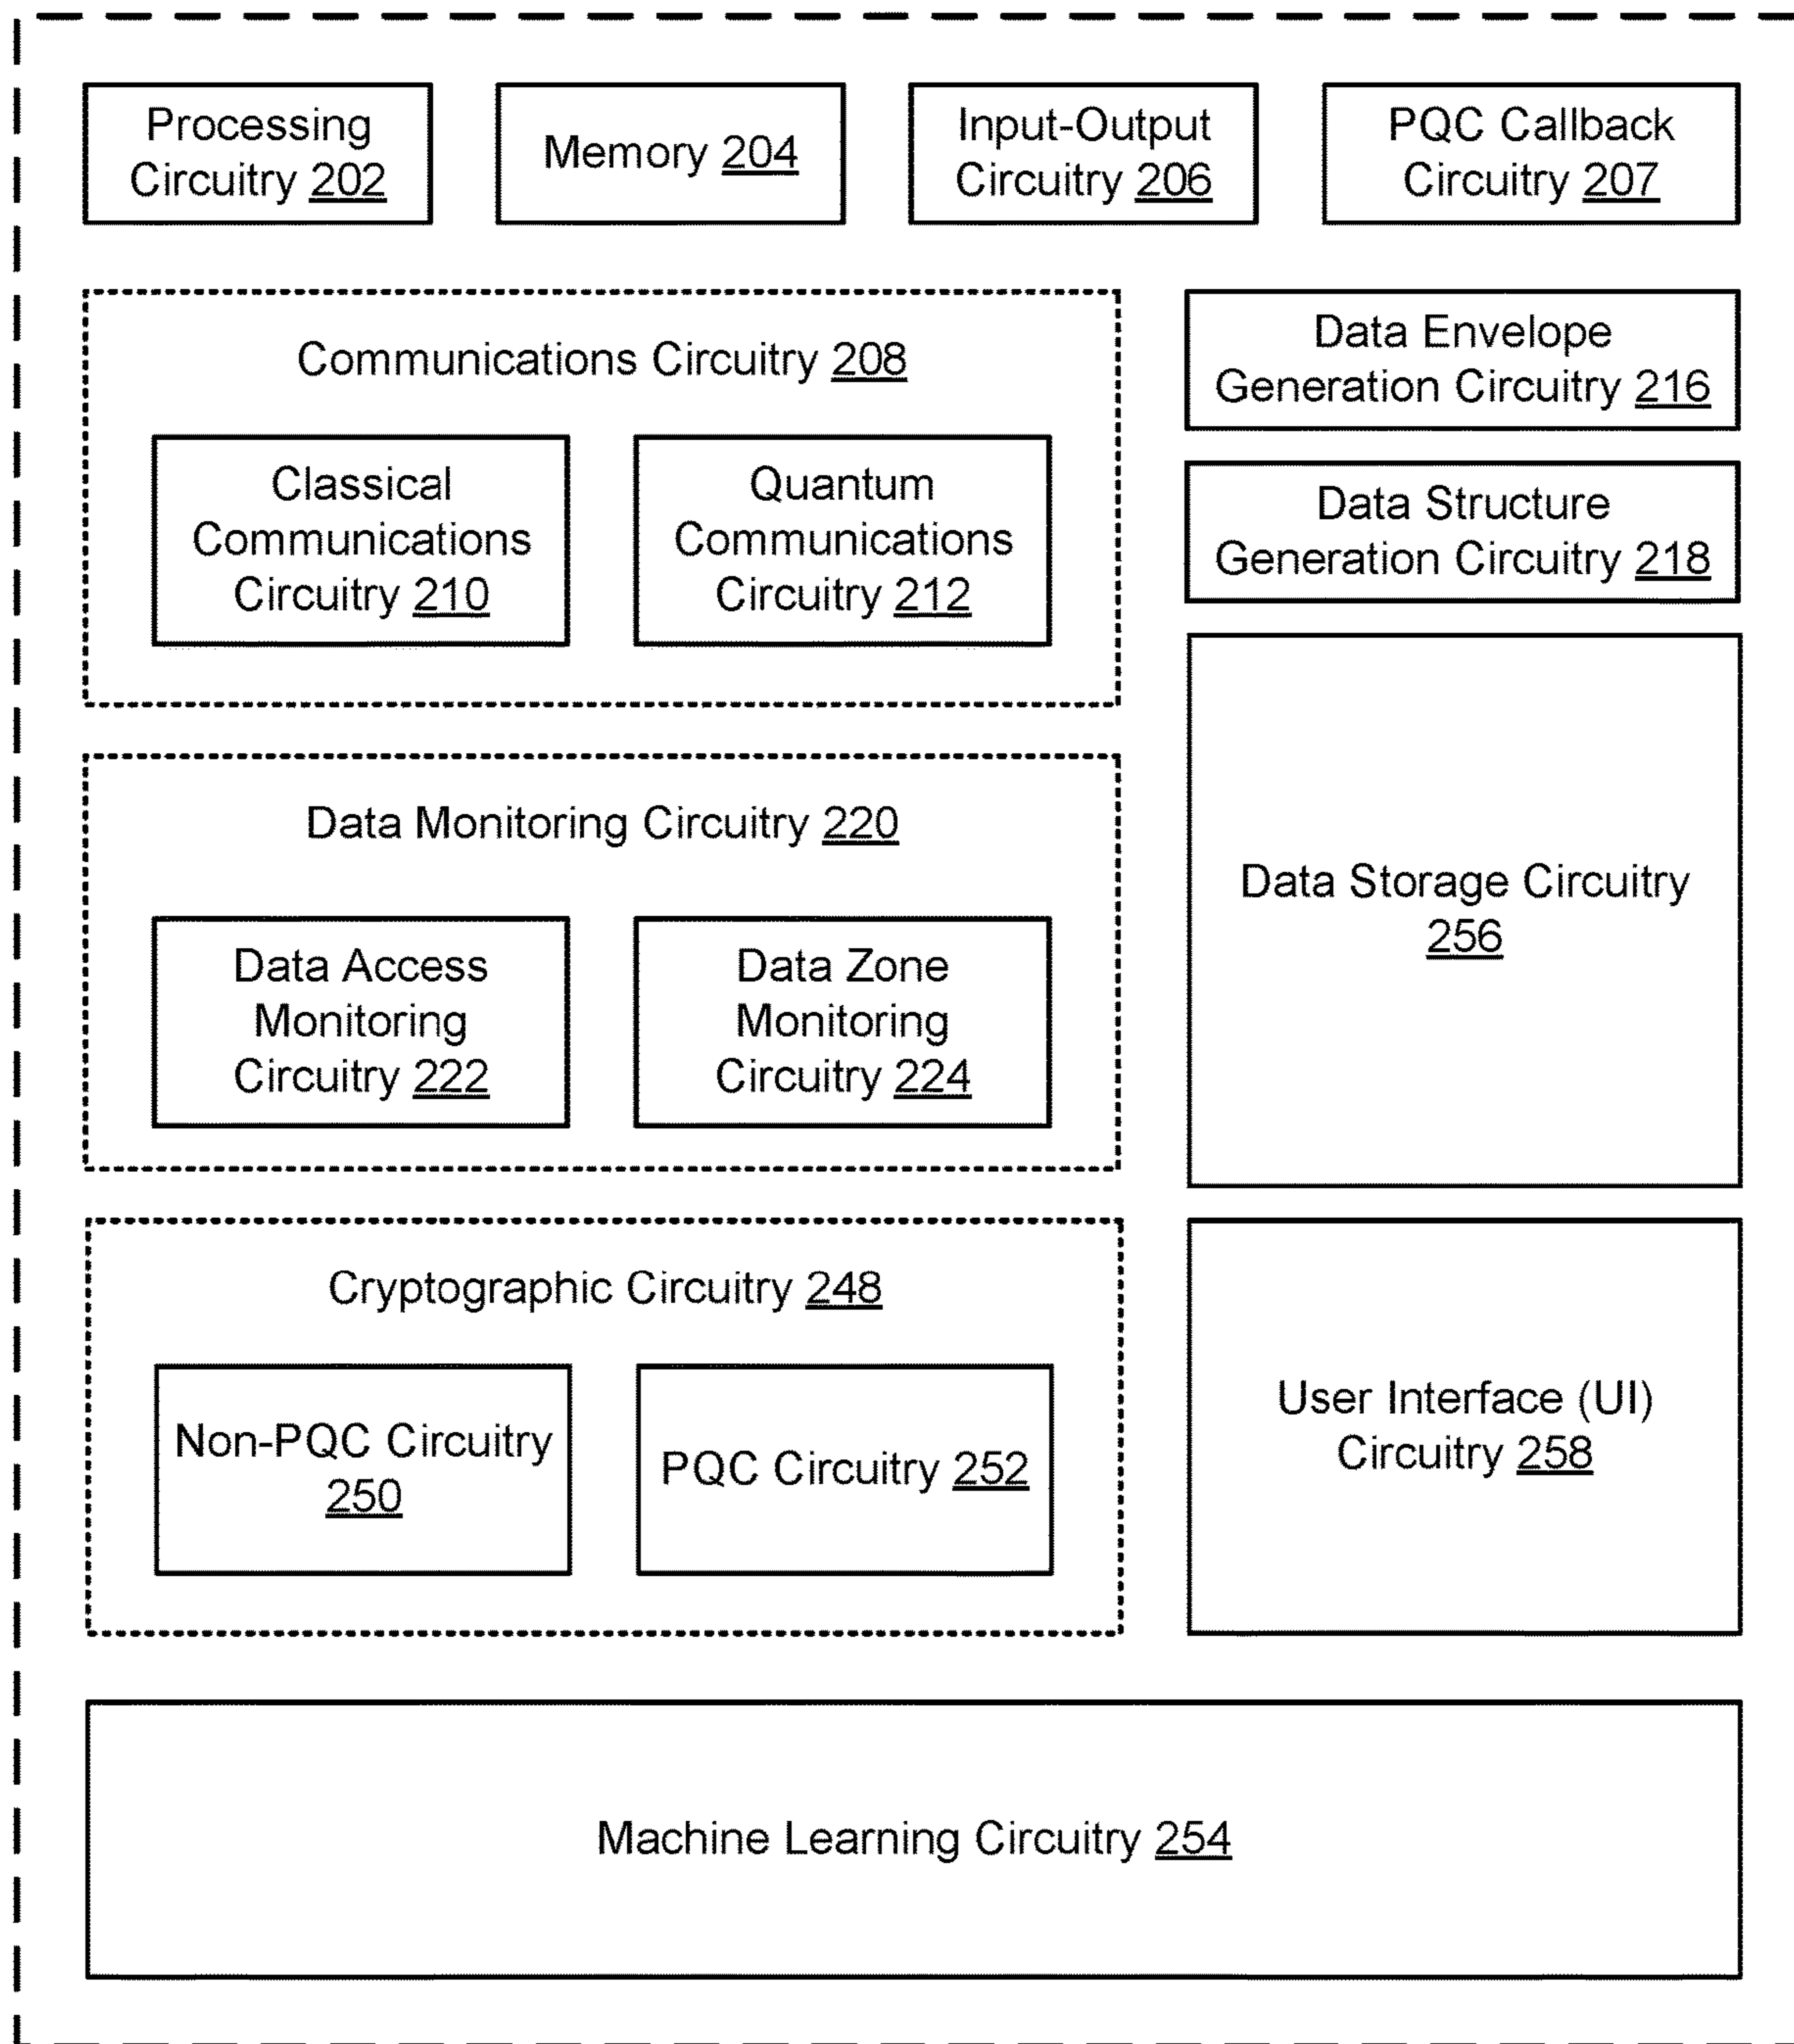 Processing
Circuitry 202
Memory 204
Input-Output
Circuitry 206
PQC Callback
Circuitry 207
Communications Circuitry 208
Classical
Communications
Circuitry 210
Quantum
Communications
Circuitry 212
Data Envelope
Generation Circuitry 216
Data Structure
Generation Circuitry 218
Data Monitoring Circuitry 220
Data Access
Monitoring
Circuitry 222
Data Zone
Monitoring
Circuitry 224
Data Storage Circuitry
256
Cryptographic Circuitry 248
Non-PQC Circuitry
250
PQC Circuitry 252
User Interface (UI)
Circuitry 258
Machine Learning Circuitry 254